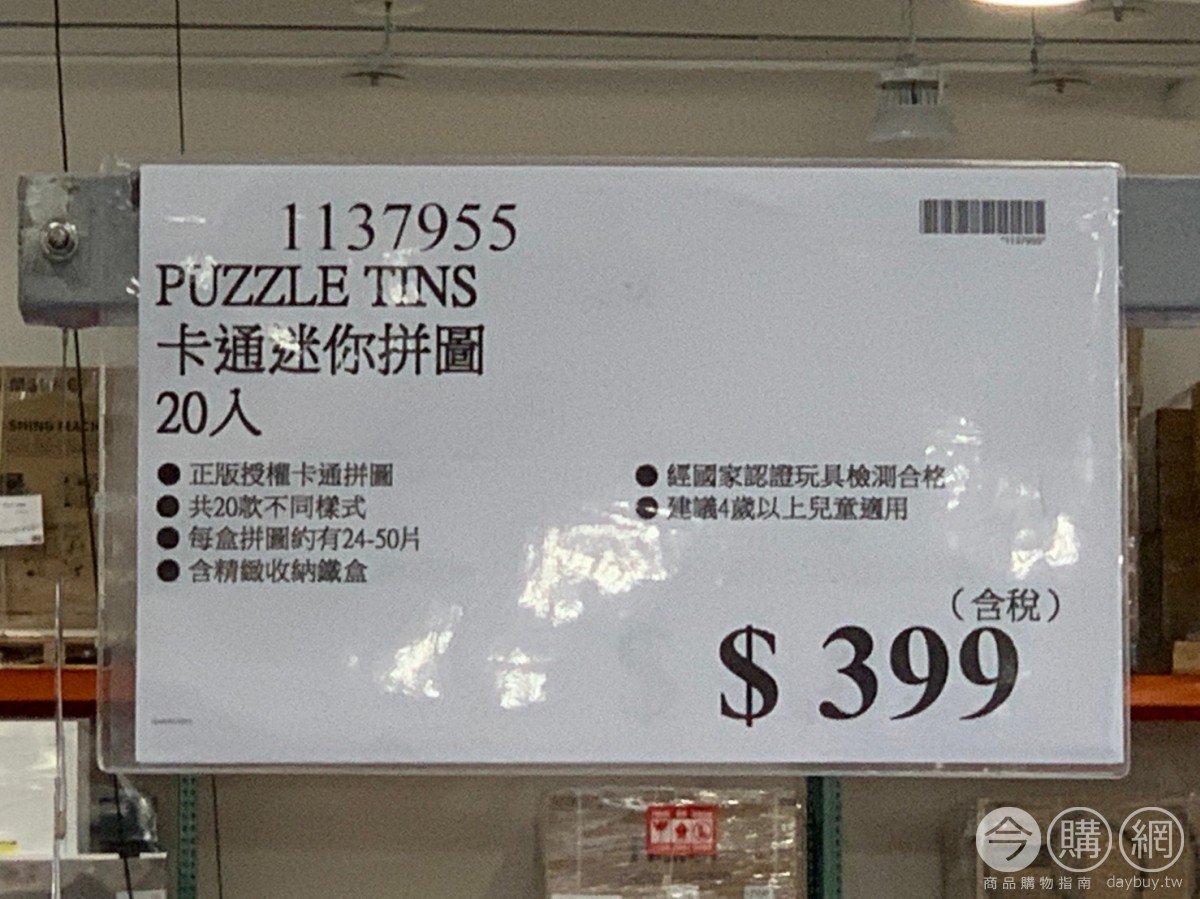 1137955
*1137955*
PUZZLE TINS
卡通迷你拼圖
20入
● 正版授權卡通拼圖
● 共20款不同樣式
● 每盒拼圖約有24-50片
● 含精緻收納鐵盒
● 經國家認證玩具檢測合格
● 建議4歲以上兒童適用
（含稅）
$ 399
今購網
商品購物指南 daybuy.tw